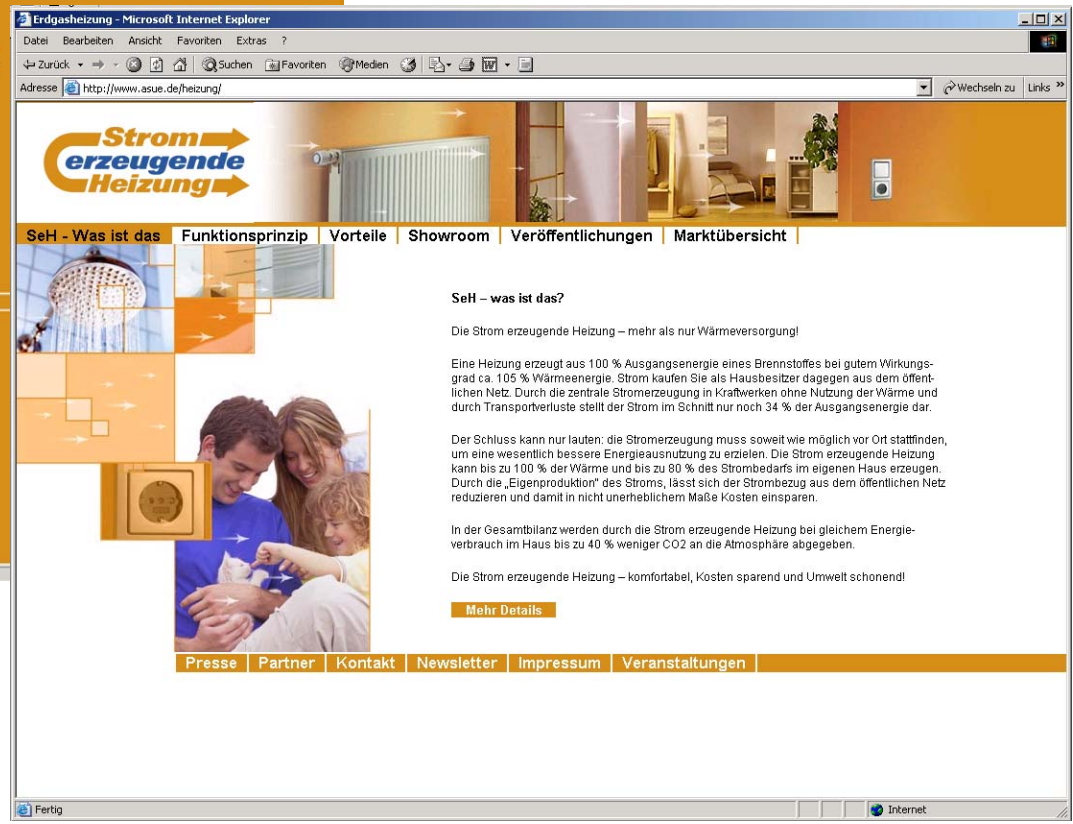 Erdgasheizung - Microsoft Internet Explorer
Datei Bearbeiten Ansicht Favoriten Extras ?
Zurück Suchen Favoriten Medien
Adresse http://www.asue.de/heizung/ Wechseln zu Links »
Strom
erzeugende
Heizung
SeH - Was ist das Funktionsprinzip Vorteile Showroom Veröffentlichungen Marktübersicht
SeH – was ist das?
Die Strom erzeugende Heizung – mehr als nur Wärmeversorgung!
Eine Heizung erzeugt aus 100 % Ausgangsenergie eines Brennstoffes bei gutem Wirkungs-
grad ca. 105 % Wärmeenergie. Strom kaufen Sie als Hausbesitzer dagegen aus dem öffent-
lichen Netz. Durch die zentrale Stromerzeugung in Kraftwerken ohne Nutzung der Wärme und
durch Transportverluste stellt der Strom im Schnitt nur noch 34 % der Ausgangsenergie dar.
Der Schluss kann nur lauten: die Stromerzeugung muss soweit wie möglich vor Ort stattfinden,
um eine wesentlich bessere Energieausnutzung zu erzielen. Die Strom erzeugende Heizung
kann bis zu 100 % der Wärme und bis zu 80 % des Strombedarfs im eigenen Haus erzeugen.
Durch die „Eigenproduktion" des Stroms, lässt sich der Strombezug aus dem öffentlichen Netz
reduzieren und damit in nicht unerheblichem Maße Kosten einsparen.
In der Gesamtbilanz werden durch die Strom erzeugende Heizung bei gleichem Energie-
verbrauch im Haus bis zu 40 % weniger CO2 an die Atmosphäre abgegeben.
Die Strom erzeugende Heizung – komfortabel, Kosten sparend und Umwelt schonend!
Mehr Details
Presse Partner Kontakt Newsletter Impressum Veranstaltungen
Fertig Internet